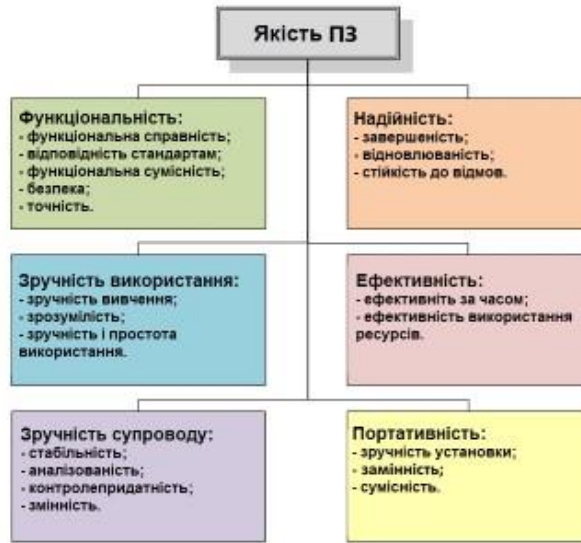 Якість ПЗ
Функціональність:
- функціональна справність;
- відповідність стандартам;
- функціональна сумісність;
- безпека;
- точність.
Надійність:
- завершеність;
- відновлюваність;
- стійкість до відмов.
Зручність використання:
- зручність вивчення;
- зрозумілість;
- зручність і простота
використання.
Ефективність:
- ефективніть за часом;
- ефективність використання
ресурсів.
Зручність супроводу:
- стабільність;
- аналізованість;
- контролепридатність;
- змінність.
Портативність:
- зручність установки;
- замінність;
- сумісність.